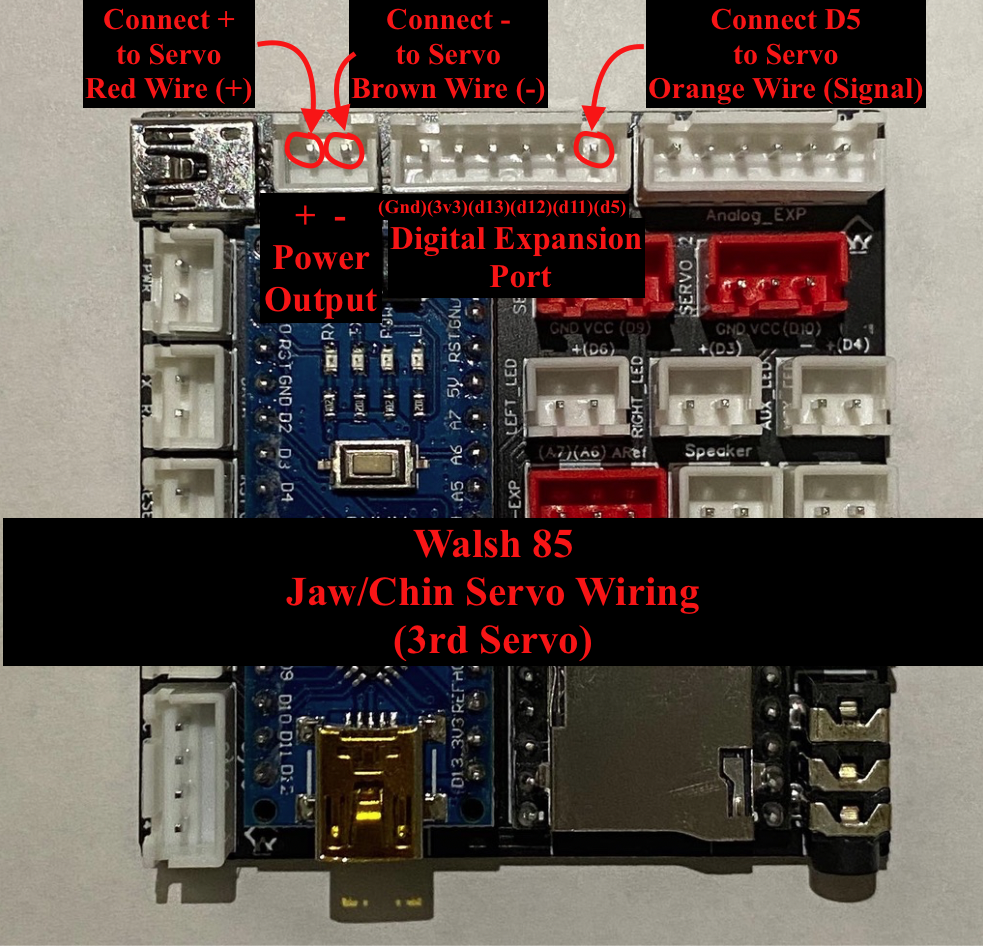 Connect +
to Servo
Red Wire (+)
Connect -
to Servo
Brown Wire (-)
Connect D5
to Servo
Orange Wire (Signal)
+ -
Power
Output
(Gnd)(3v3)(d13)(d12)(d11)(d5)
Digital Expansion
Port
Analog_EXP
PWR
SERVO 2
GND VCC (D9)
GND VCC (D10)
+(D6)
- +(D3)
- +(D4)
LEFT_LED
RIGHT_LED
AUX_LED
(A7)(A6) ARef
Speaker
-EXP
RST GND D2 D3 D4
GND
RST
5V
A7
A6
A5
RX
L
Walsh 85
Jaw/Chin Servo Wiring
(3rd Servo)
D9 D10 D11 D12
REF
3V3
D13